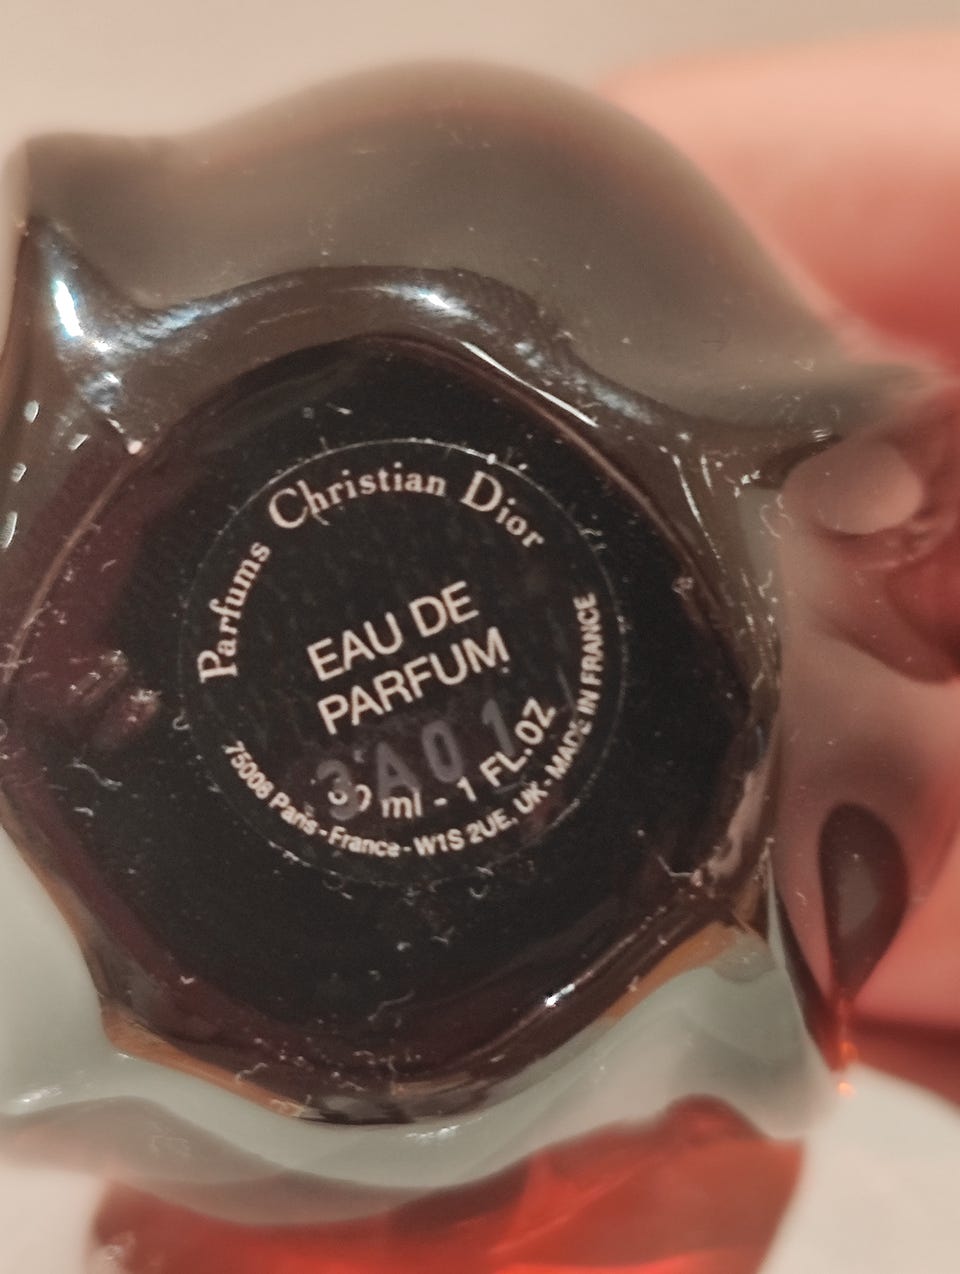 Parfums Christian Dior
EAU DE
PARFUM
3A01
30 ml - 1 FL.OZ
75008 Paris - France - W1S 2UE, UK - MADE IN FRANCE